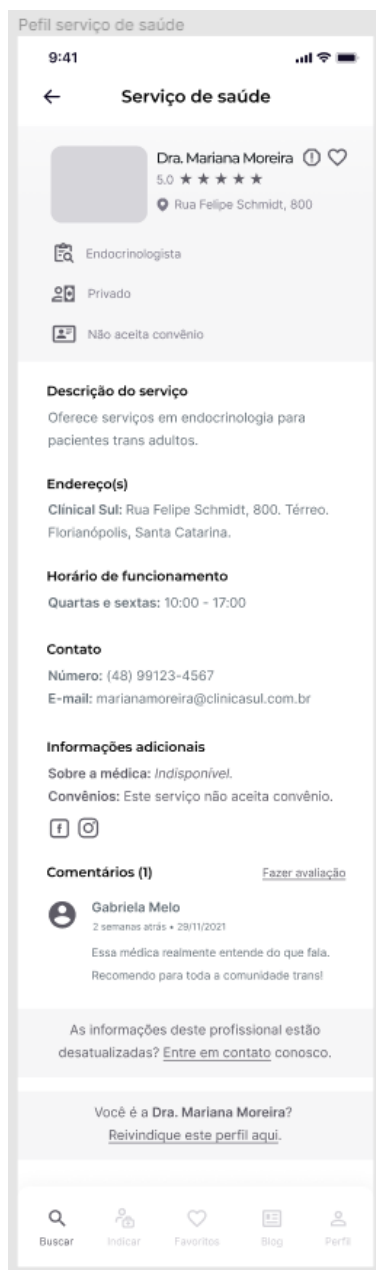 Pefil serviço de saúde
9:41
Serviço de saúde
Dra. Mariana Moreira
5.0
Rua Felipe Schmidt, 800
Endocrinologista
Privado
Não aceita convênio
Descrição do serviço
Oferece serviços em endocrinologia para
pacientes trans adultos.
Endereço(s)
Clínical Sul: Rua Felipe Schmidt, 800. Térreo.
Florianópolis, Santa Catarina.
Horário de funcionamento
Quartas e sextas: 10:00 - 17:00
Contato
Número: (48) 99123-4567
E-mail: marianamoreira@clinicasul.com.br
Informações adicionais
Sobre a médica: Indisponível.
Convênios: Este serviço não aceita convênio.
Comentários (1) Fazer avaliação
Gabriela Melo
2 semanas atrás • 29/11/2021
Essa médica realmente entende do que fala.
Recomendo para toda a comunidade trans!
As informações deste profissional estão
desatualizadas? Entre em contato conosco.
Você é a Dra. Mariana Moreira?
Reivindique este perfil aqui.
Buscar Indicar Favoritos Blog Perfil